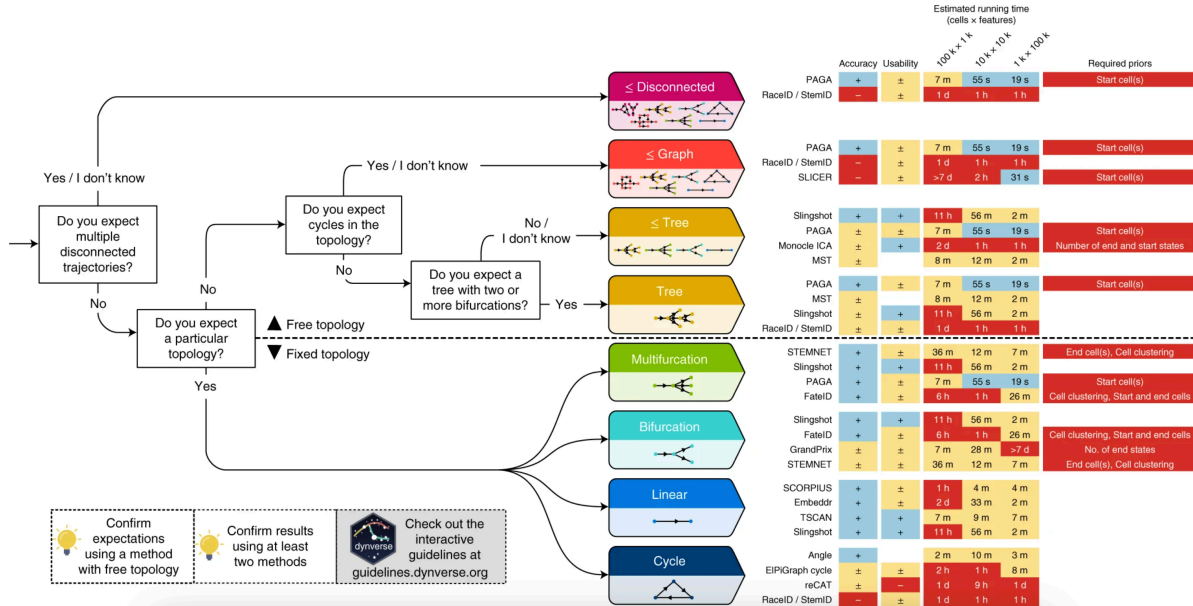 Estimated running time
(cells × features)
Accuracy Usability 100 k × 1 k 10 k × 10 k 1 k × 100 k Required priors
≤ Disconnected
PAGA + ± 7 m 55 s 19 s Start cell(s)
RaceID / StemID – ± 1 d 1 h 1 h
≤ Graph
PAGA + ± 7 m 55 s 19 s Start cell(s)
RaceID / StemID – ± 1 d 1 h 1 h
SLICER – ± >7 d 2 h 31 s Start cell(s)
≤ Tree
Slingshot + + 11 h 56 m 2 m
PAGA ± ± 7 m 55 s 19 s Start cell(s)
Monocle ICA ± + 2 d 1 h 1 h Number of end and start states
MST ± 8 m 12 m 2 m
Tree
PAGA ± ± 7 m 55 s 19 s Start cell(s)
MST ± 8 m 12 m 2 m
Slingshot ± + 11 h 56 m 2 m
RaceID / StemID ± ± 1 d 1 h 1 h
Multifurcation
STEMNET + ± 36 m 12 m 7 m End cell(s), Cell clustering
Slingshot + + 11 h 56 m 2 m
PAGA + ± 7 m 55 s 19 s Start cell(s)
FateID + ± 6 h 1 h 26 m Cell clustering, Start and end cells
Bifurcation
Slingshot + + 11 h 56 m 2 m
FateID + ± 6 h 1 h 26 m Cell clustering, Start and end cells
GrandPrix ± ± 7 m 28 m >7 d No. of end states
STEMNET ± ± 36 m 12 m 7 m End cell(s), Cell clustering
Linear
SCORPIUS + ± 1 h 4 m 4 m
Embeddr + ± 2 d 33 m 2 m
TSCAN + + 7 m 9 m 7 m
Slingshot + + 11 h 56 m 2 m
Cycle
Angle + 2 m 10 m 3 m
ElPiGraph cycle ± ± 2 h 1 h 8 m
reCAT ± – 1 d 9 h 1 d
RaceID / StemID – ± 1 d 1 h 1 h
Do you expect
multiple
disconnected
trajectories?
Yes / I don't know
No
Do you expect
a particular
topology?
No
Yes
Do you expect
cycles in the
topology?
Yes / I don't know
No
Do you expect a
tree with two or
more bifurcations?
No /
I don't know
Yes
▲ Free topology
▼ Fixed topology
Confirm
expectations
using a method
with free topology
Confirm results
using at least
two methods
dynverse
Check out the
interactive
guidelines at
guidelines.dynverse.org